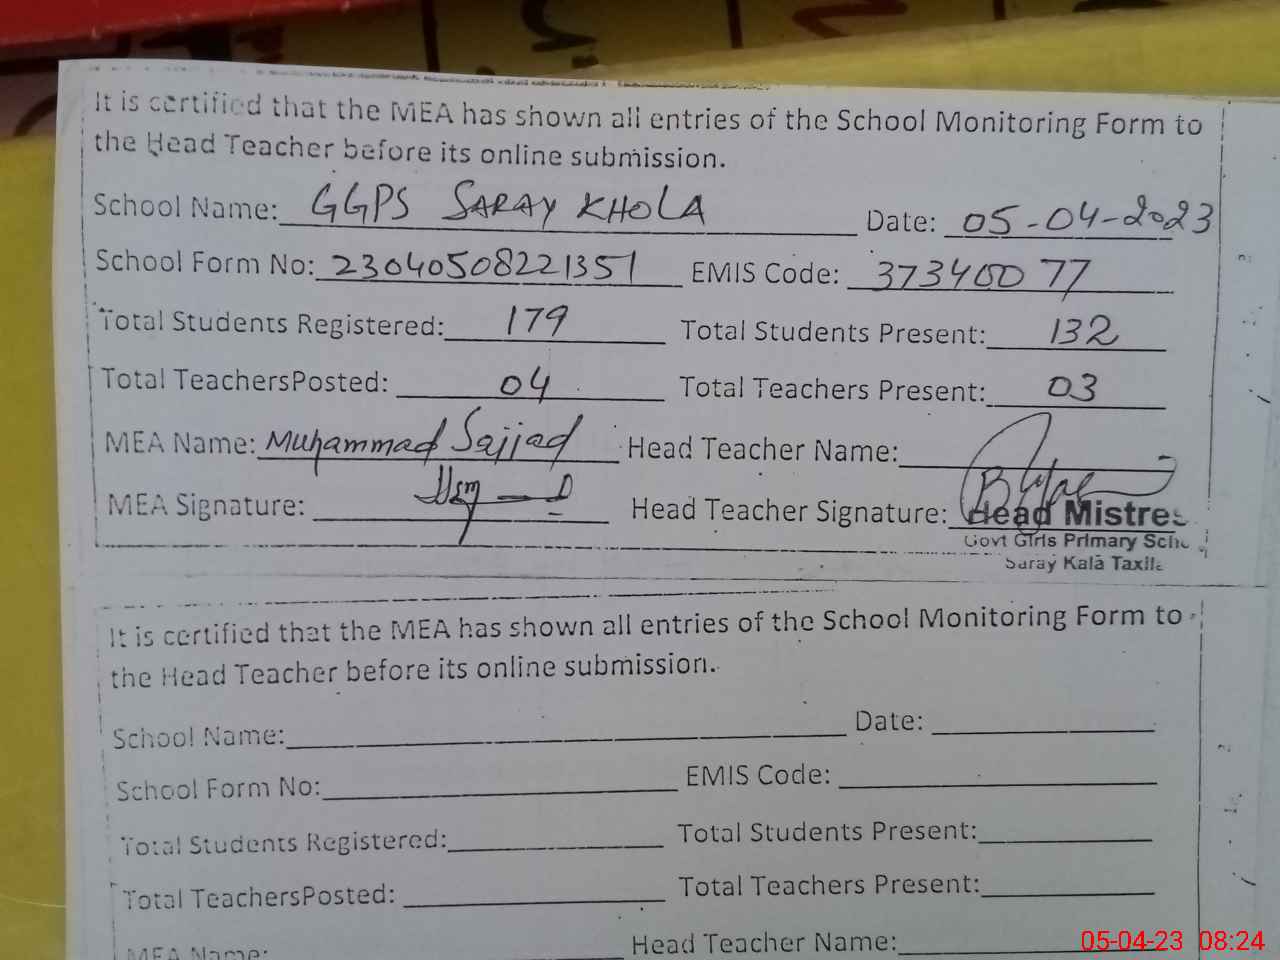 It is certified that the MEA has shown all entries of the School Monitoring Form to
the Head Teacher before its online submission.
School Name: GGPS SARAY KHOLA Date: 05-04-2023
School Form No: 23040508221351 EMIS Code: 37340077
Total Students Registered: 179 Total Students Present: 132
Total TeachersPosted: 04 Total Teachers Present: 03
MEA Name: Muhammad Sajjad Head Teacher Name:
MEA Signature: Head Teacher Signature:
Head Mistres
Govt Girls Primary Scho
Saray Kala Taxila
It is certified that the MEA has shown all entries of the School Monitoring Form to
the Head Teacher before its online submission.
School Name: Date:
School Form No: EMIS Code:
Total Students Registered: Total Students Present:
Total TeachersPosted: Total Teachers Present:
MEA Name: Head Teacher Name:
05-04-23 08:24